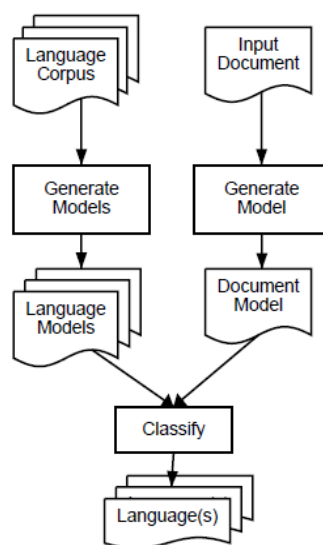 Language
Corpus
Input
Document
Generate
Models
Generate
Model
Language
Models
Document
Model
Classify
Language(s)